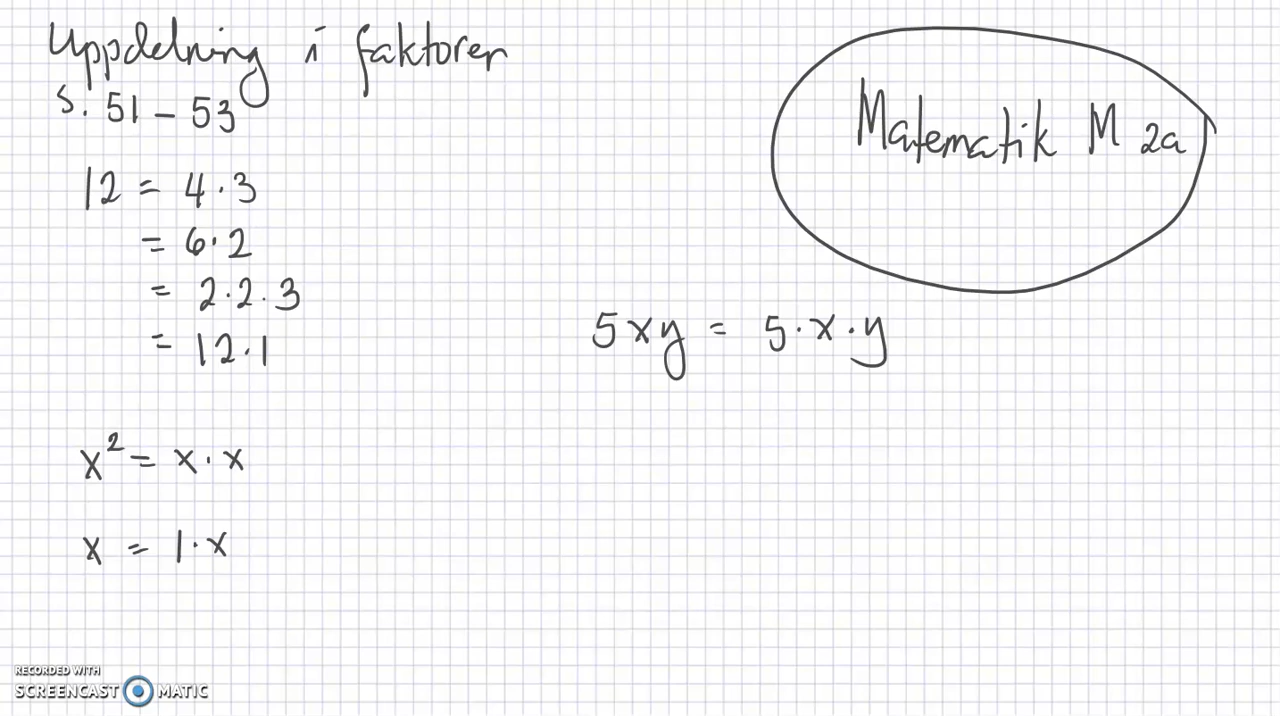 Uppdelning i faktorer
s. 51 – 53
12 = 4 · 3
= 6 · 2
= 2 · 2 · 3
= 12 · 1
x² = x · x
x = 1 · x
Matematik M 2a
5xy = 5 · x · y
RECORDED WITH
SCREENCAST MATIC